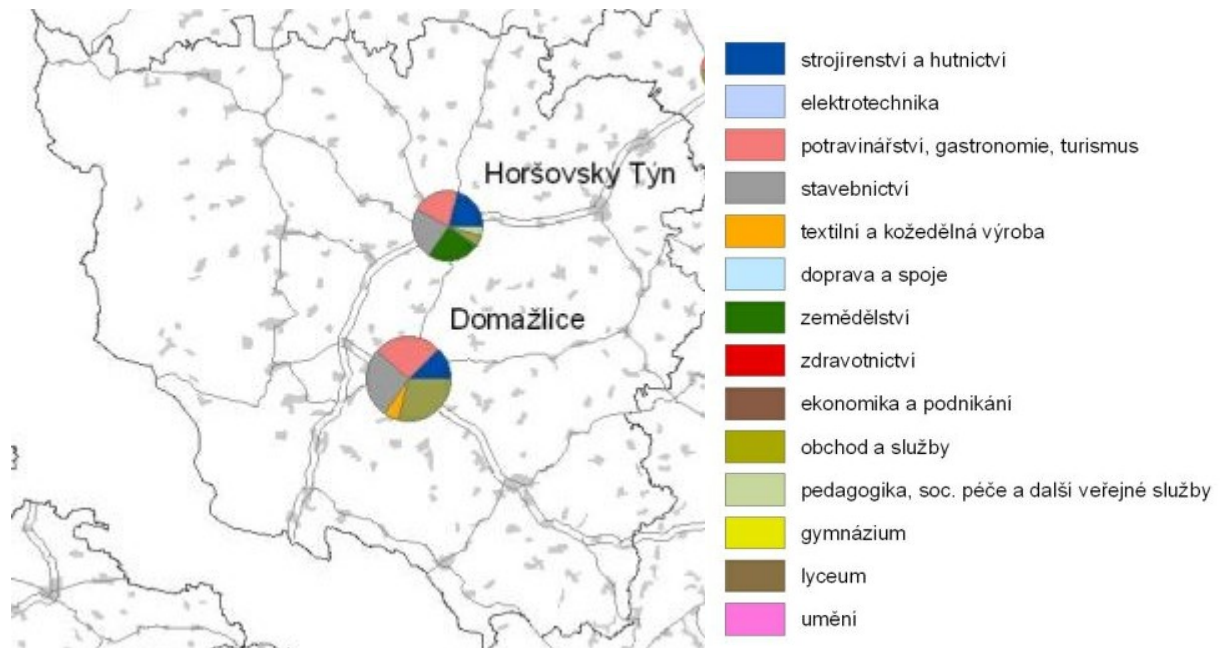 Horšovský Týn
Domažlice
strojírenství a hutnictví
elektrotechnika
potravinářství, gastronomie, turismus
stavebnictví
textilní a kožedělná výroba
doprava a spoje
zemědělství
zdravotnictví
ekonomika a podnikání
obchod a služby
pedagogika, soc. péče a další veřejné služby
gymnázium
lyceum
umění